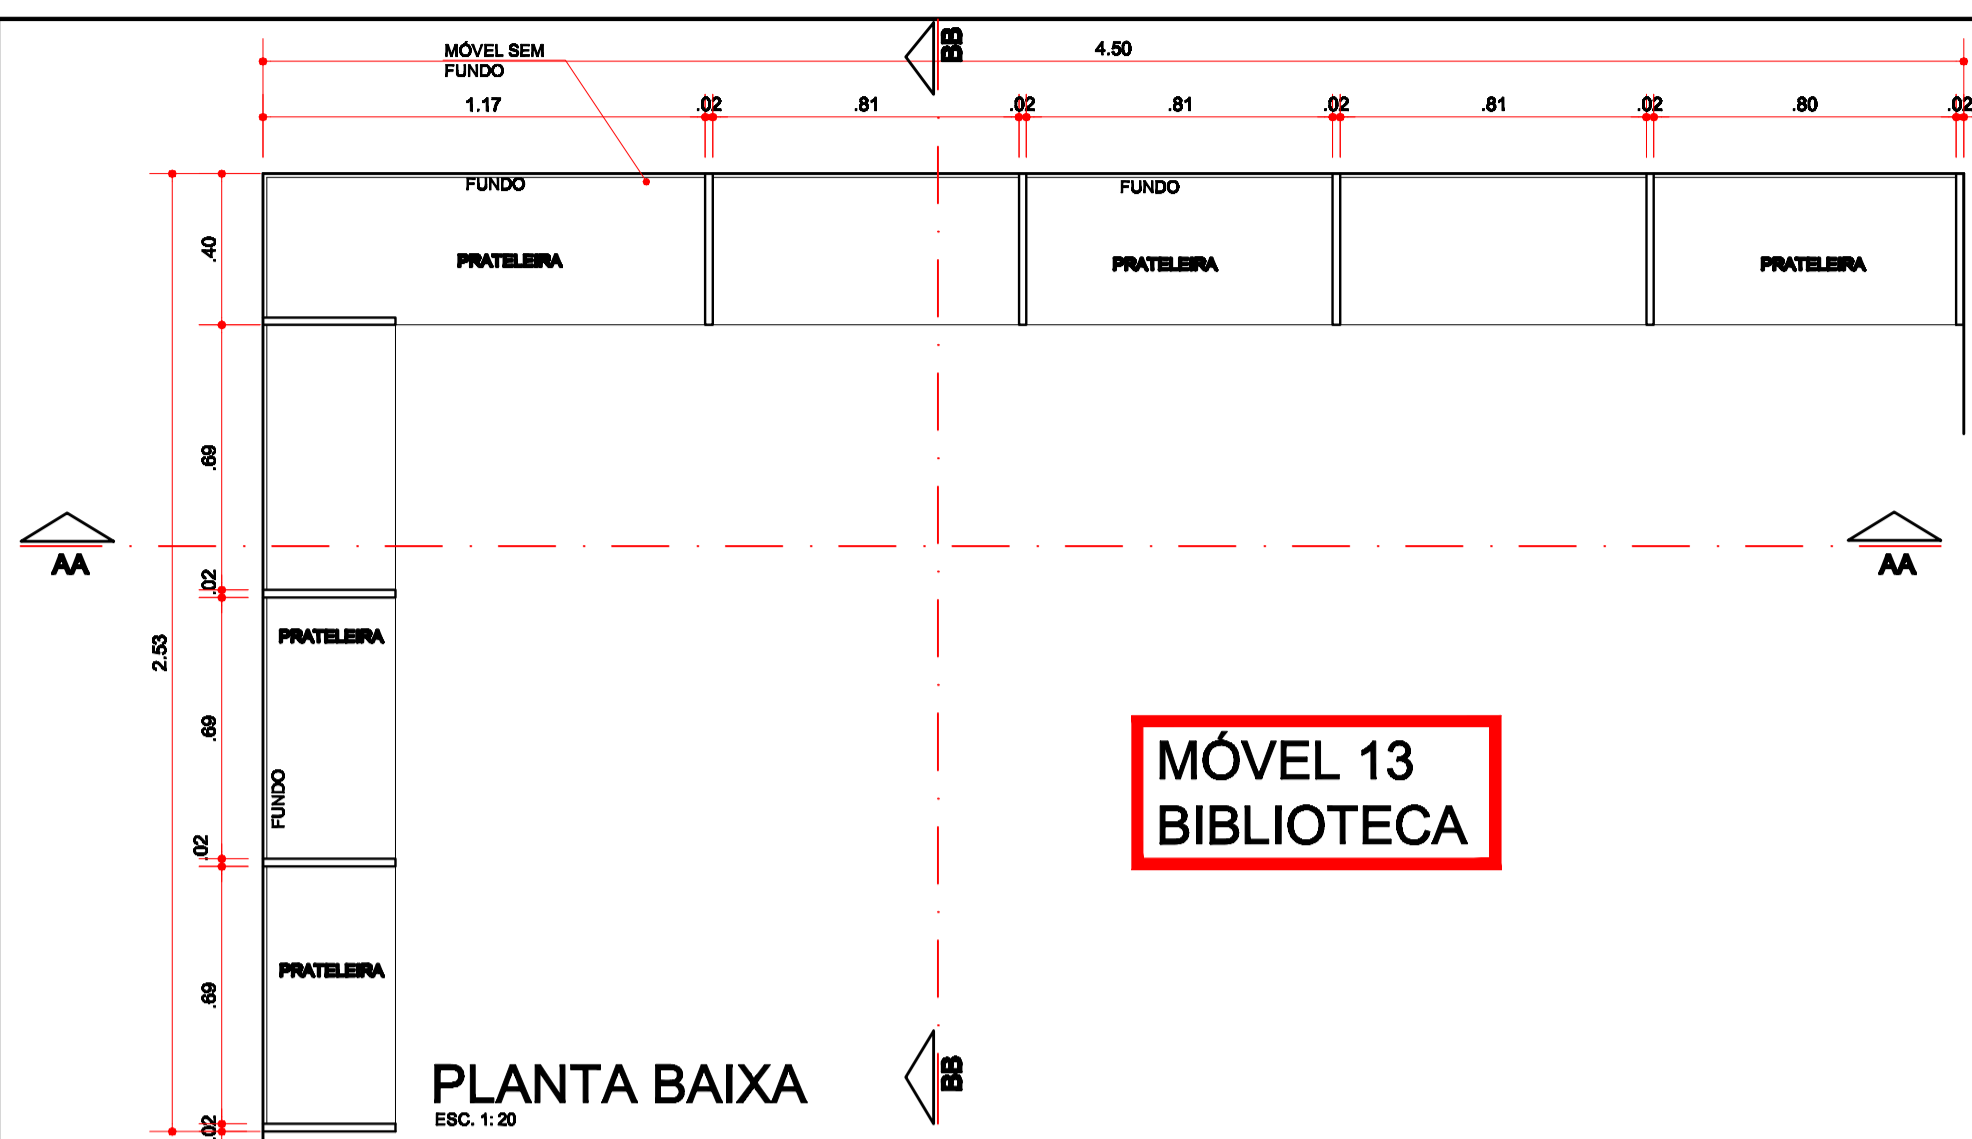 BB
MÓVEL SEM
FUNDO
4.50
1.17 .02 .81 .02 .81 .02 .81 .02 .80 .02
FUNDO
FUNDO
.40
PRATELEIRA
PRATELEIRA
PRATELEIRA
.69
AA
AA
.02
PRATELEIRA
2.53
.69
FUNDO
MÓVEL 13
BIBLIOTECA
.02
PRATELEIRA
.69
PLANTA BAIXA
ESC. 1: 20
BB
.02